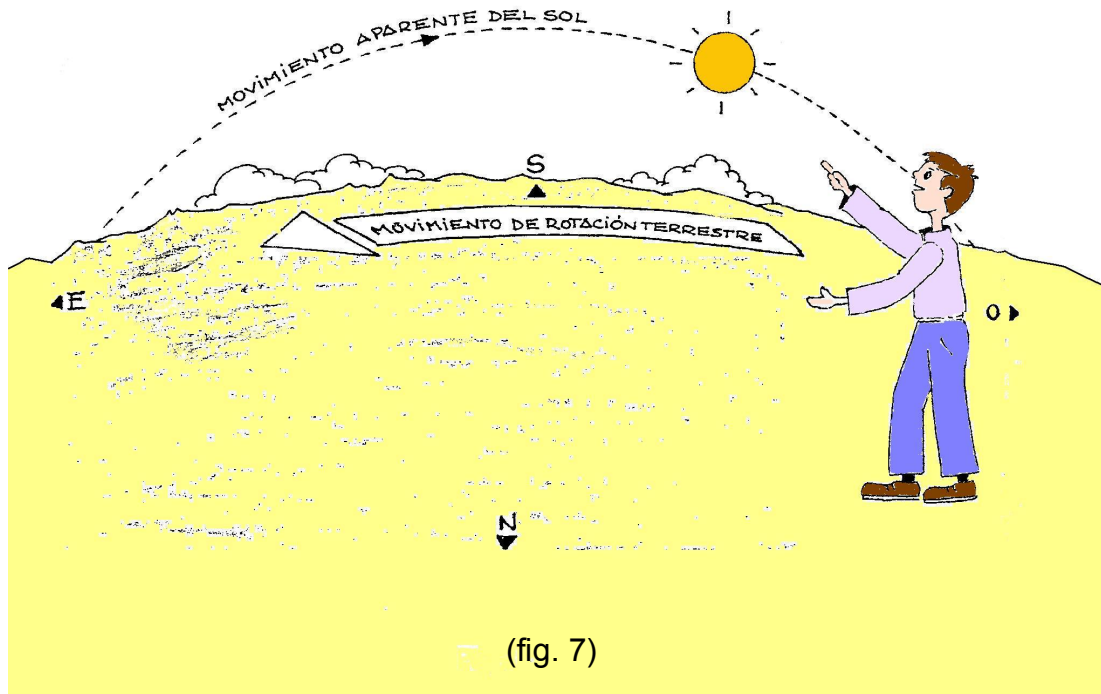 MOVIMIENTO APARENTE DEL SOL
S
MOVIMIENTO DE ROTACIÓN TERRESTRE
E
O
N
(fig. 7)